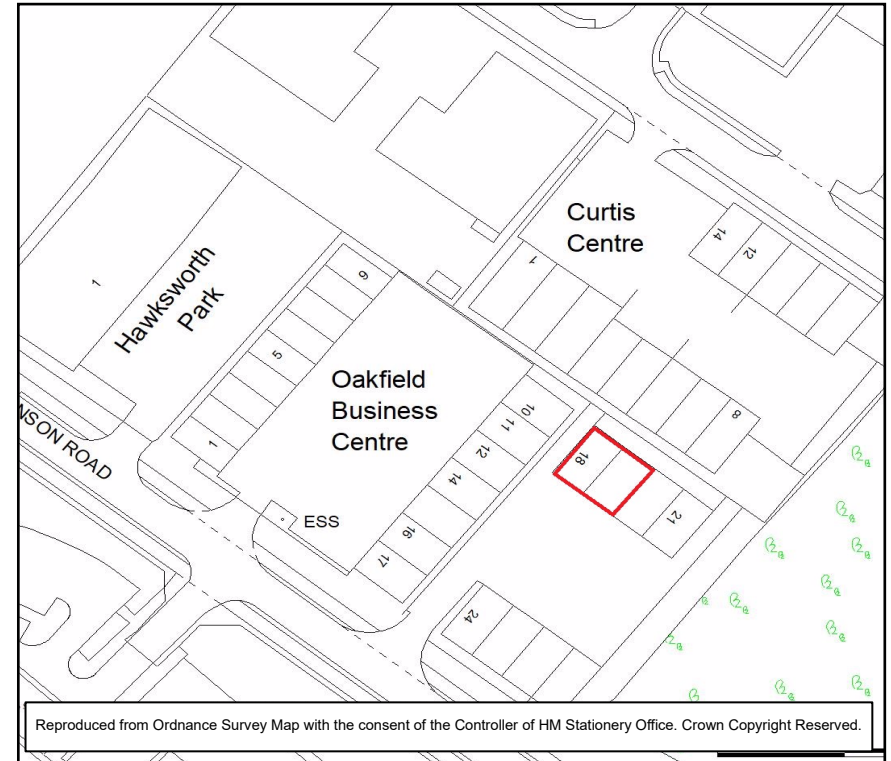 Curtis
Centre
14
12
1
1
Hawksworth
Park
6
5
Oakfield
Business
Centre
10
11
12
14
16
17
1
8
18
21
NSON ROAD
ESS
24
Reproduced from Ordnance Survey Map with the consent of the Controller of HM Stationery Office. Crown Copyright Reserved.